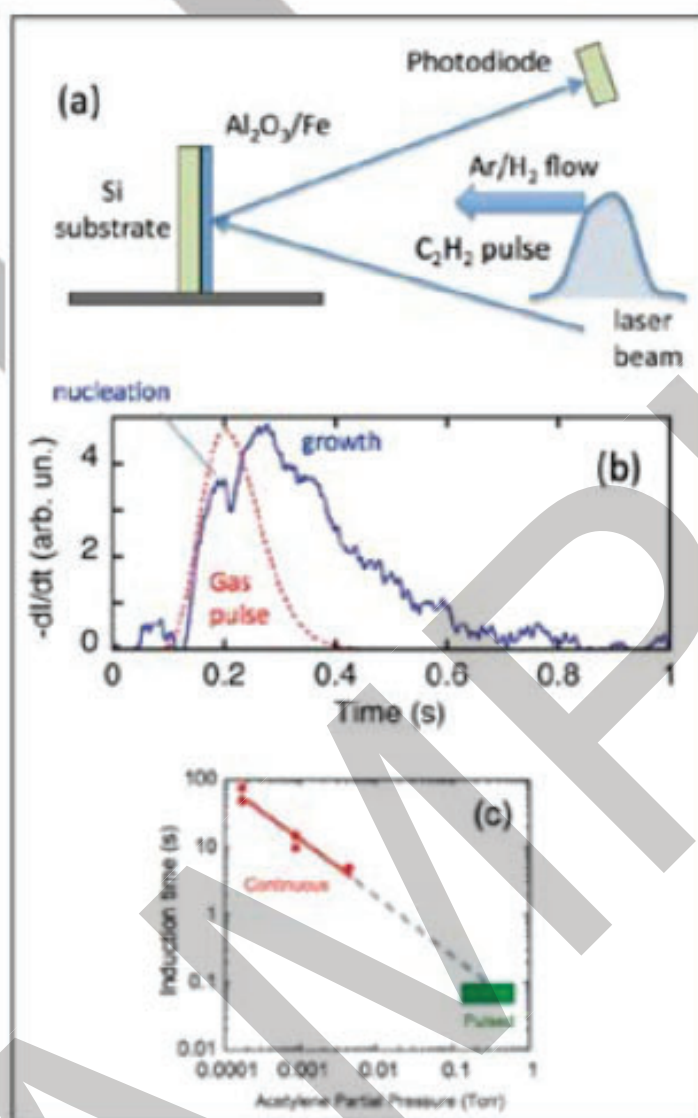 Photodiode
(a)
Al₂O₃/Fe
Ar/H₂ flow
Si
substrate
C₂H₂ pulse
laser
beam
nucleation
growth
(b)
Gas
pulse
-dI/dt (arb. un.)
4
2
0
0 0.2 0.4 0.6 0.8 1
Time (s)
(c)
Continuous
Pulsed
Induction time (s)
100
10
1
0.1
0.01
0.0001 0.001 0.01 0.1 1
Acetylene Partial Pressure (Torr)